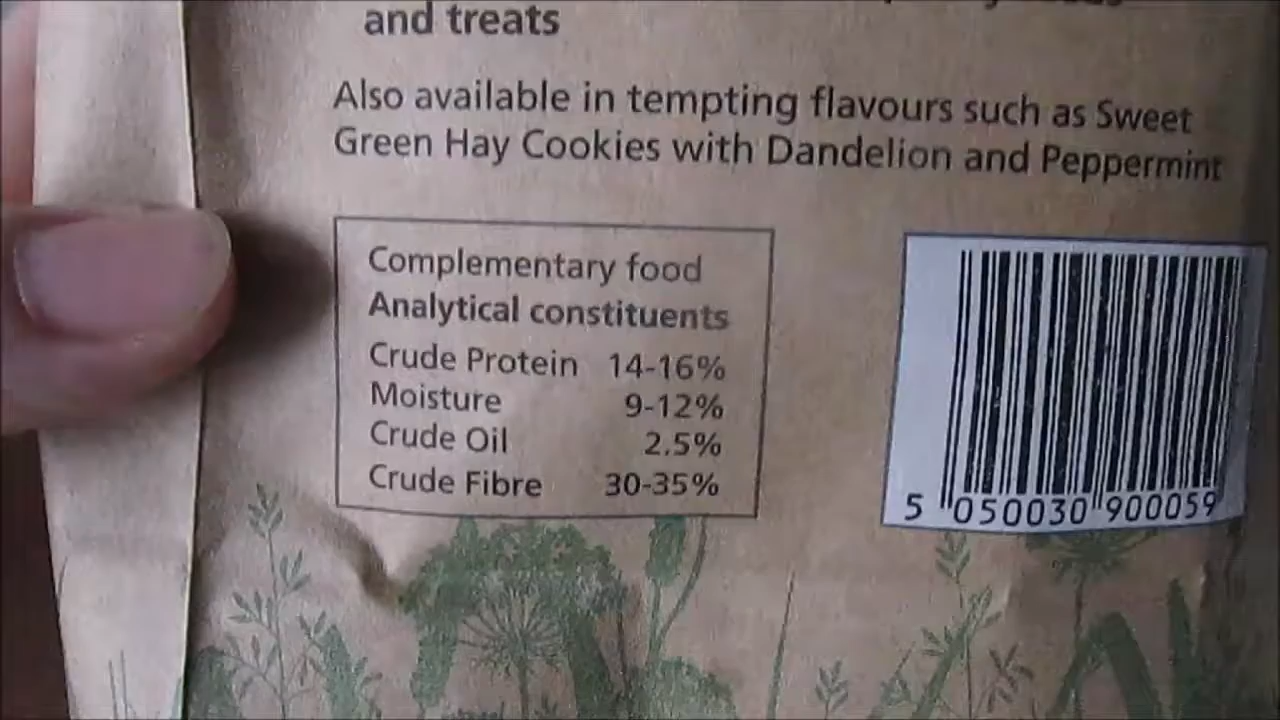 and treats
Also available in tempting flavours such as Sweet
Green Hay Cookies with Dandelion and Peppermint
Complementary food
Analytical constituents
Crude Protein 14-16%
Moisture 9-12%
Crude Oil 2.5%
Crude Fibre 30-35%
5 050030 900059